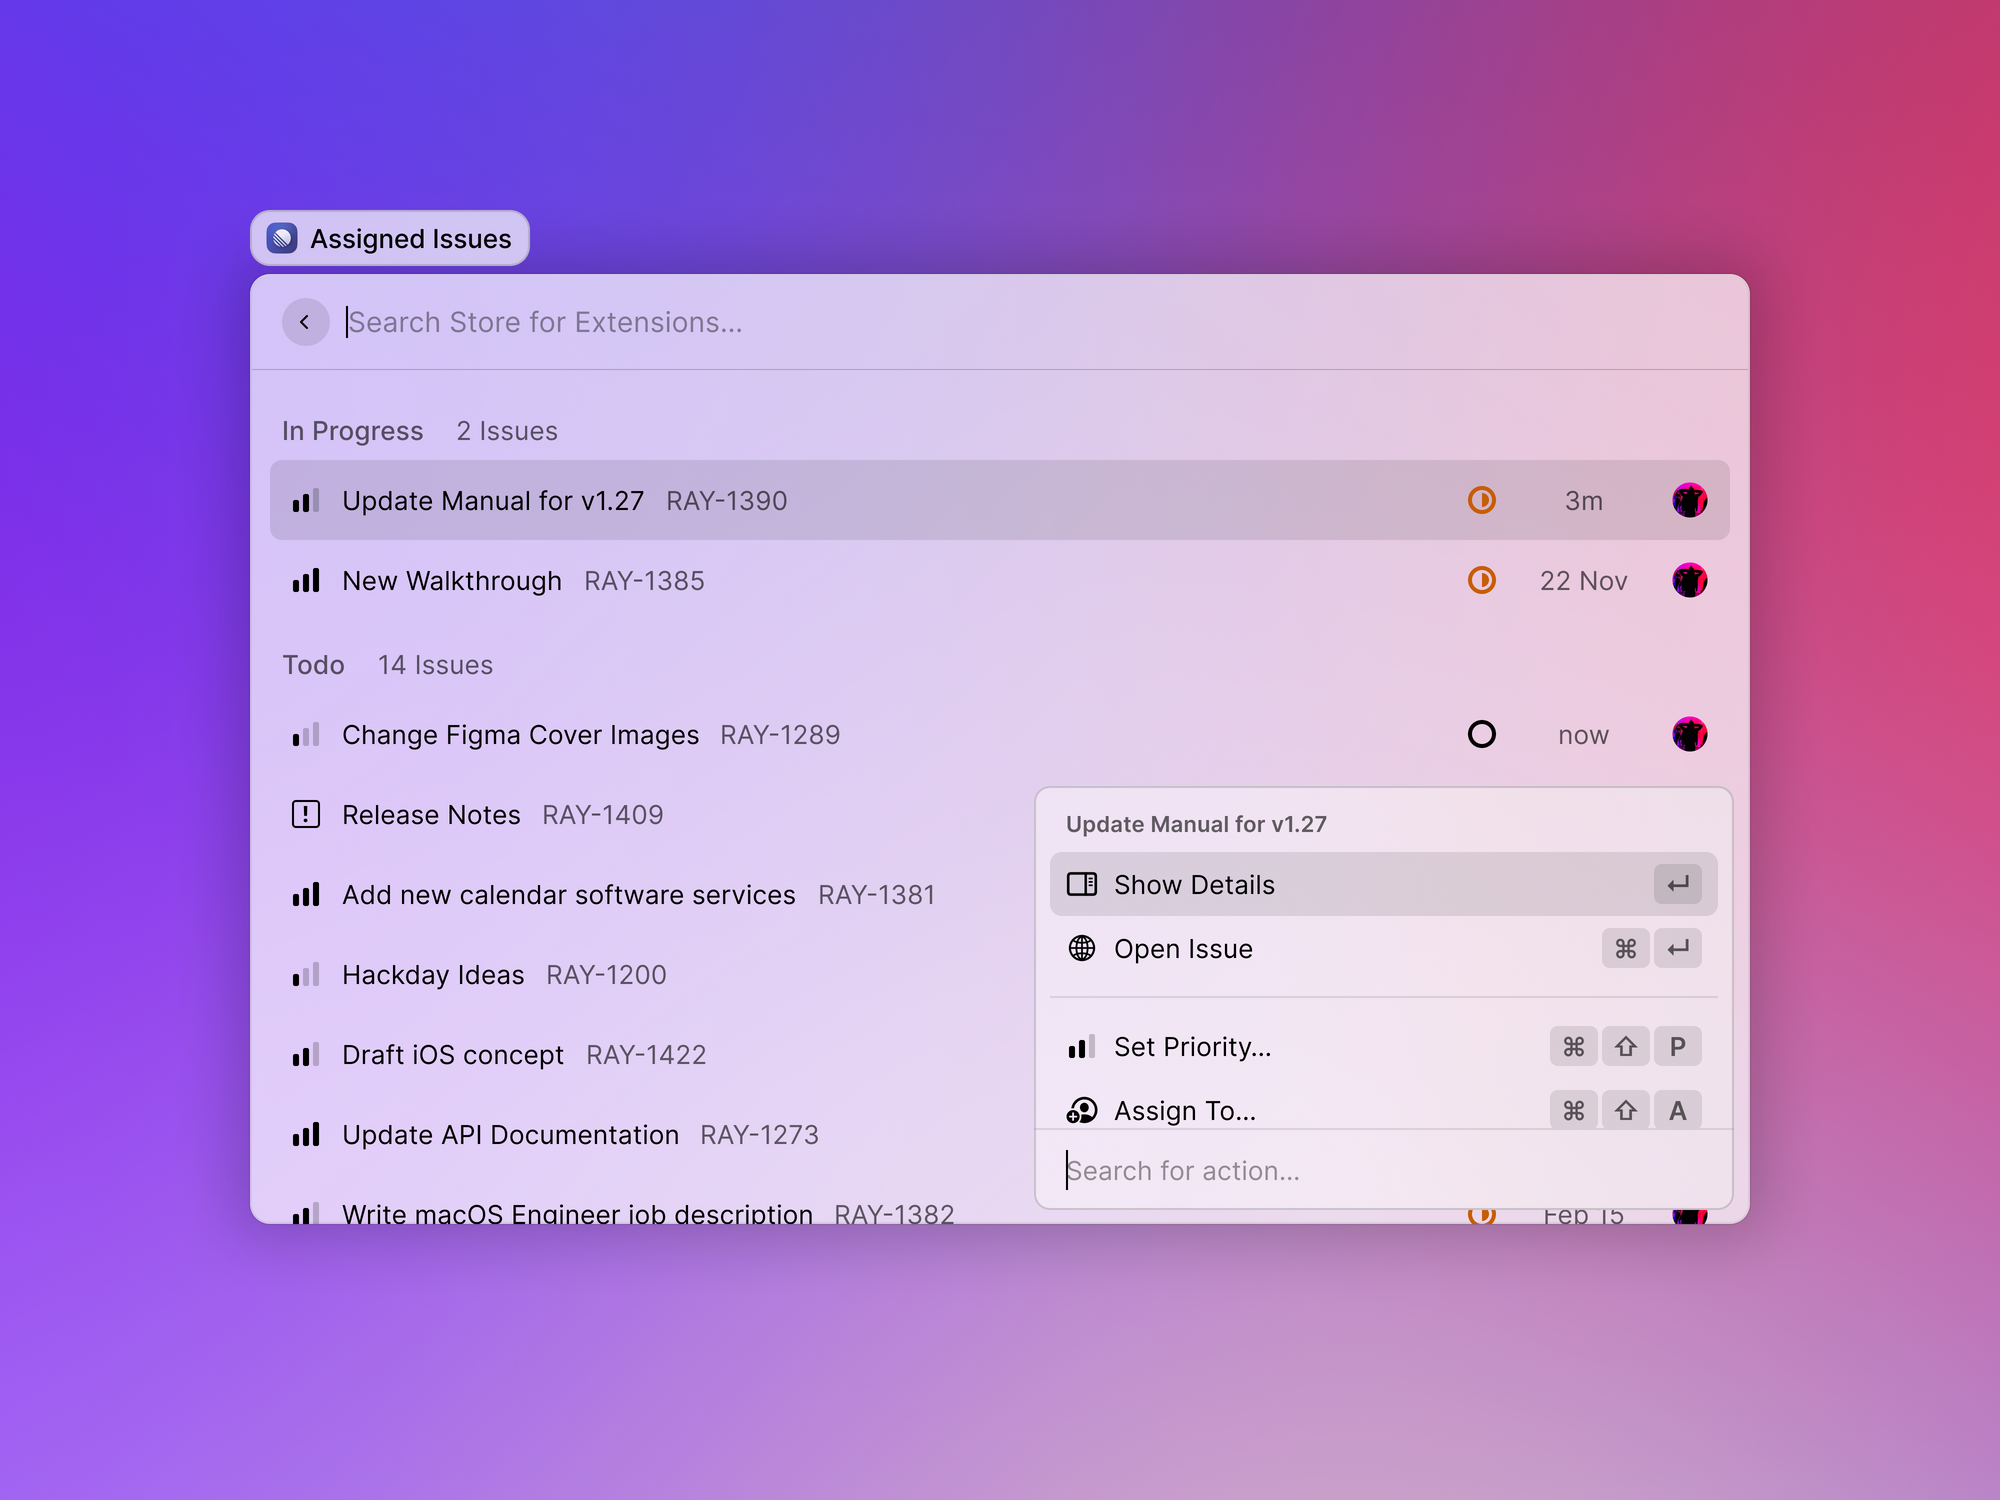 Assigned Issues
Search Store for Extensions...
In Progress 2 Issues
Update Manual for v1.27 RAY-1390 3m
New Walkthrough RAY-1385 22 Nov
Todo 14 Issues
Change Figma Cover Images RAY-1289 now
Release Notes RAY-1409
Add new calendar software services RAY-1381
Hackday Ideas RAY-1200
Draft iOS concept RAY-1422
Update API Documentation RAY-1273
Write macOS Engineer job description RAY-1382 Feb 15
Update Manual for v1.27
Show Details ↵
Open Issue ⌘ ↵
Set Priority... ⌘ ⇧ P
Assign To... ⌘ ⇧ A
Search for action...